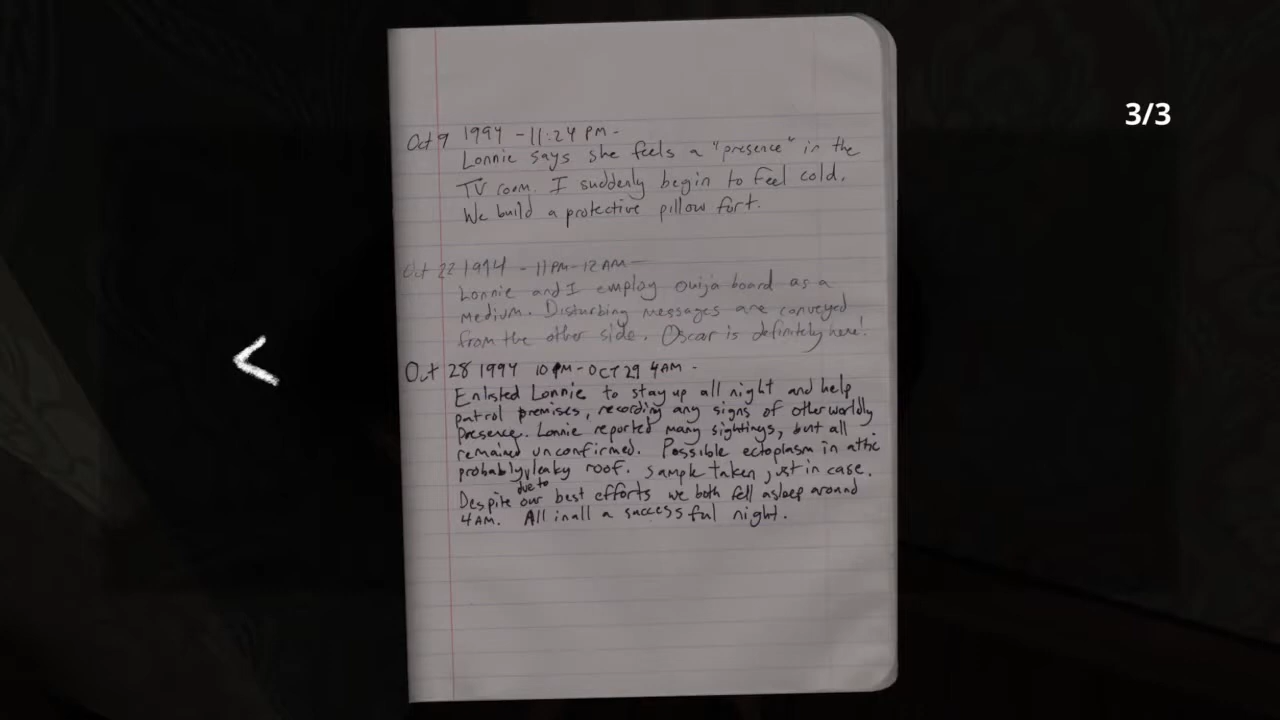 3/3
Oct 9 1994 - 11:24 PM -
Lonnie says she feels a "presence" in the
TV room. I suddenly begin to feel cold.
We build a protective pillow fort.
Oct 22 1994 - 11PM-12AM
Lonnie and I employ ouija board as a
medium. Disturbing messages are conveyed
from the other side. Oscar is definitely here!
Oct 28 1994 10PM - OCT 29 4AM -
Enlisted Lonnie to stay up all night and help
patrol premises, recording any signs of otherworldly
presence. Lonnie reported many sightings, but all
remained unconfirmed. Possible ectoplasm in attic
probably leaky roof. Sample taken just in case.
due to
Despite our best efforts we both fell asleep around
4AM. All in all a successful night.